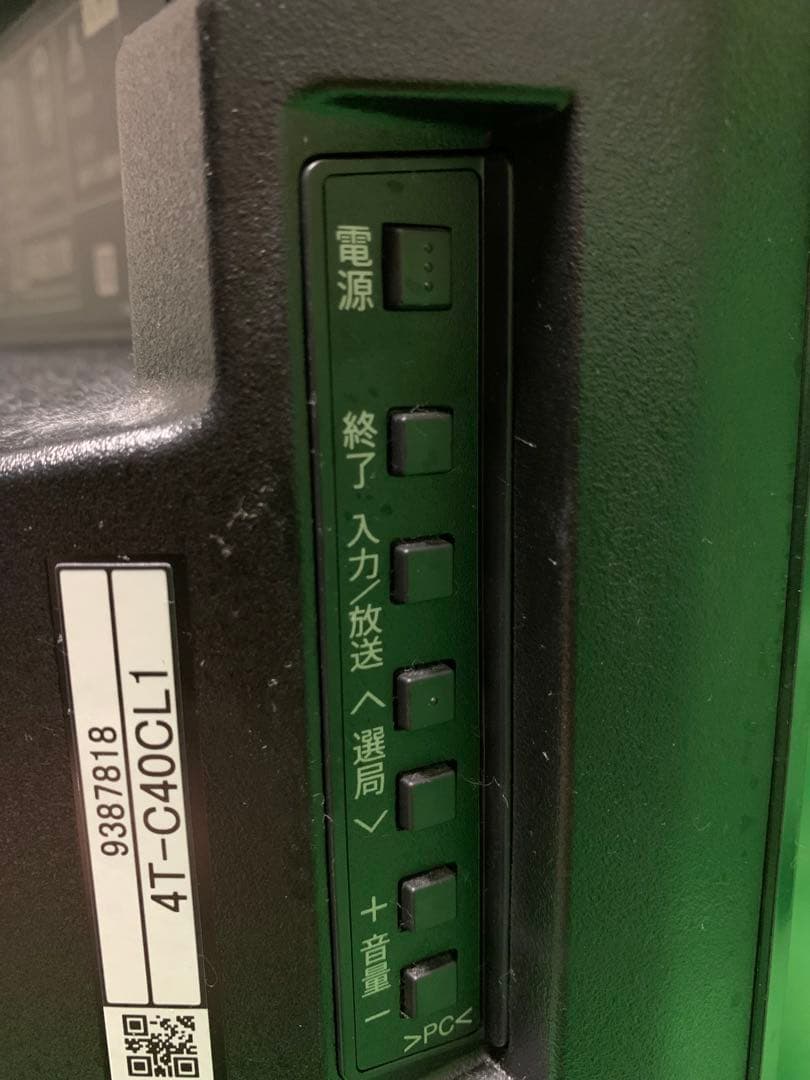 電源
終了
入力/放送
∧
選局
∨
+
音量
−
>PC<
9387818
4T-C40CL1